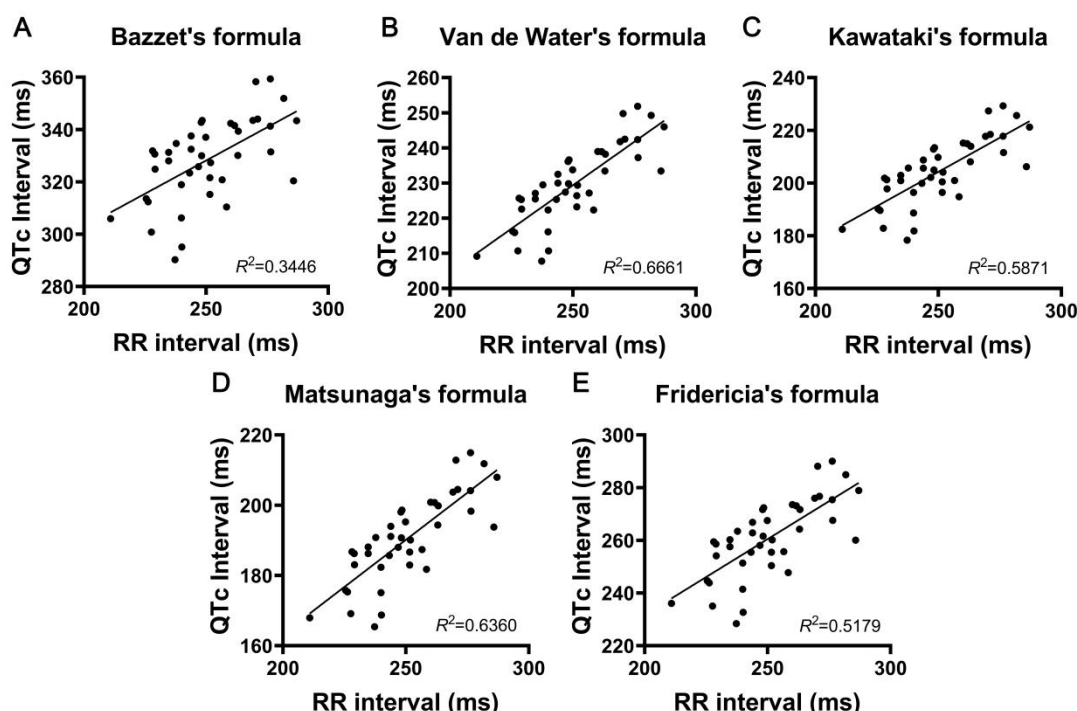 A
Bazzet's formula
QTc Interval (ms)
360
340
320
300
280
200
250
300
RR interval (ms)
R²=0.3446
B
Van de Water's formula
QTc Interval (ms)
260
250
240
230
220
210
200
200
250
300
RR interval (ms)
R²=0.6661
C
Kawataki's formula
QTc Interval (ms)
240
220
200
180
160
200
250
300
RR interval (ms)
R²=0.5871
D
Matsunaga's formula
QTc Interval (ms)
220
200
180
160
200
250
300
RR interval (ms)
R²=0.6360
E
Fridericia's formula
QTc Interval (ms)
300
280
260
240
220
200
250
300
RR interval (ms)
R²=0.5179